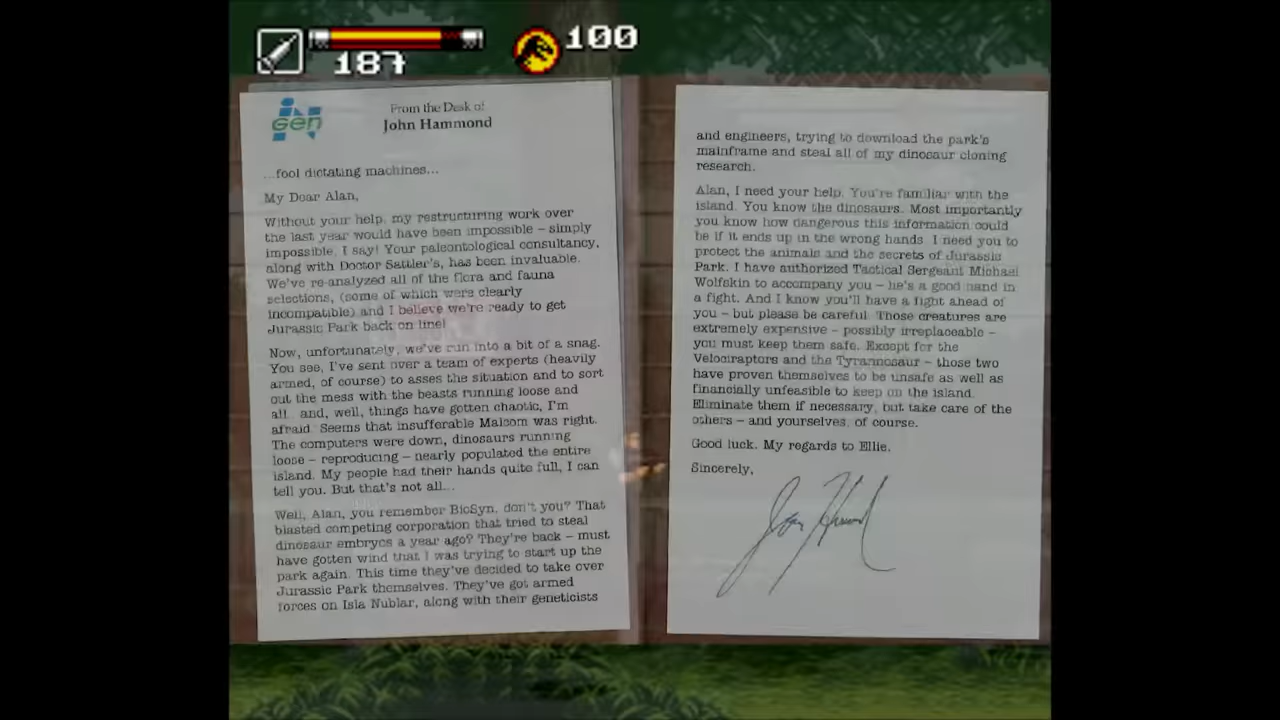 187
100
InGen
From the Desk of
John Hammond
...fool dictating machines...
My Dear Alan,
Without your help, my restructuring work over
the last year would have been impossible – simply
impossible, I say! Your paleontological consultancy,
along with Doctor Sattler's, has been invaluable.
We've re-analyzed all of the flora and fauna
selections, (some of which were clearly
incompatible) and I believe we're ready to get
Jurassic Park back on line!
Now, unfortunately, we've run into a bit of a snag.
You see, I've sent over a team of experts (heavily
armed, of course) to asses the situation and to sort
out the mess with the beasts running loose and
all... and, well, things have gotten chaotic, I'm
afraid. Seems that insufferable Malcom was right.
The computers were down, dinosaurs running
loose – reproducing – nearly populated the entire
island. My people had their hands quite full, I can
tell you. But that's not all...
Well, Alan, you remember BioSyn, don't you? That
blasted competing corporation that tried to steal
dinosaur embryos a year ago? They're back – must
have gotten wind that I was trying to start up the
park again. This time they've decided to take over
Jurassic Park themselves. They've got armed
forces on Isla Nublar, along with their geneticists
and engineers, trying to download the park's
mainframe and steal all of my dinosaur cloning
research.
Alan, I need your help. You're familiar with the
island. You know the dinosaurs. Most importantly
you know how dangerous this information could
be if it ends up in the wrong hands. I need you to
protect the animals and the secrets of Jurassic
Park. I have authorized Tactical Sergeant Michael
Wolfskin to accompany you – he's a good hand in
a fight. And I know you'll have a fight ahead of
you – but please be careful. Those creatures are
extremely expensive – possibly irreplaceable –
you must keep them safe. Except for the
Velociraptors and the Tyrannosaur – those two
have proven themselves to be unsafe as well as
financially unfeasible to keep on the island.
Eliminate them if necessary, but take care of the
others – and yourselves, of course.
Good luck. My regards to Ellie.
Sincerely,